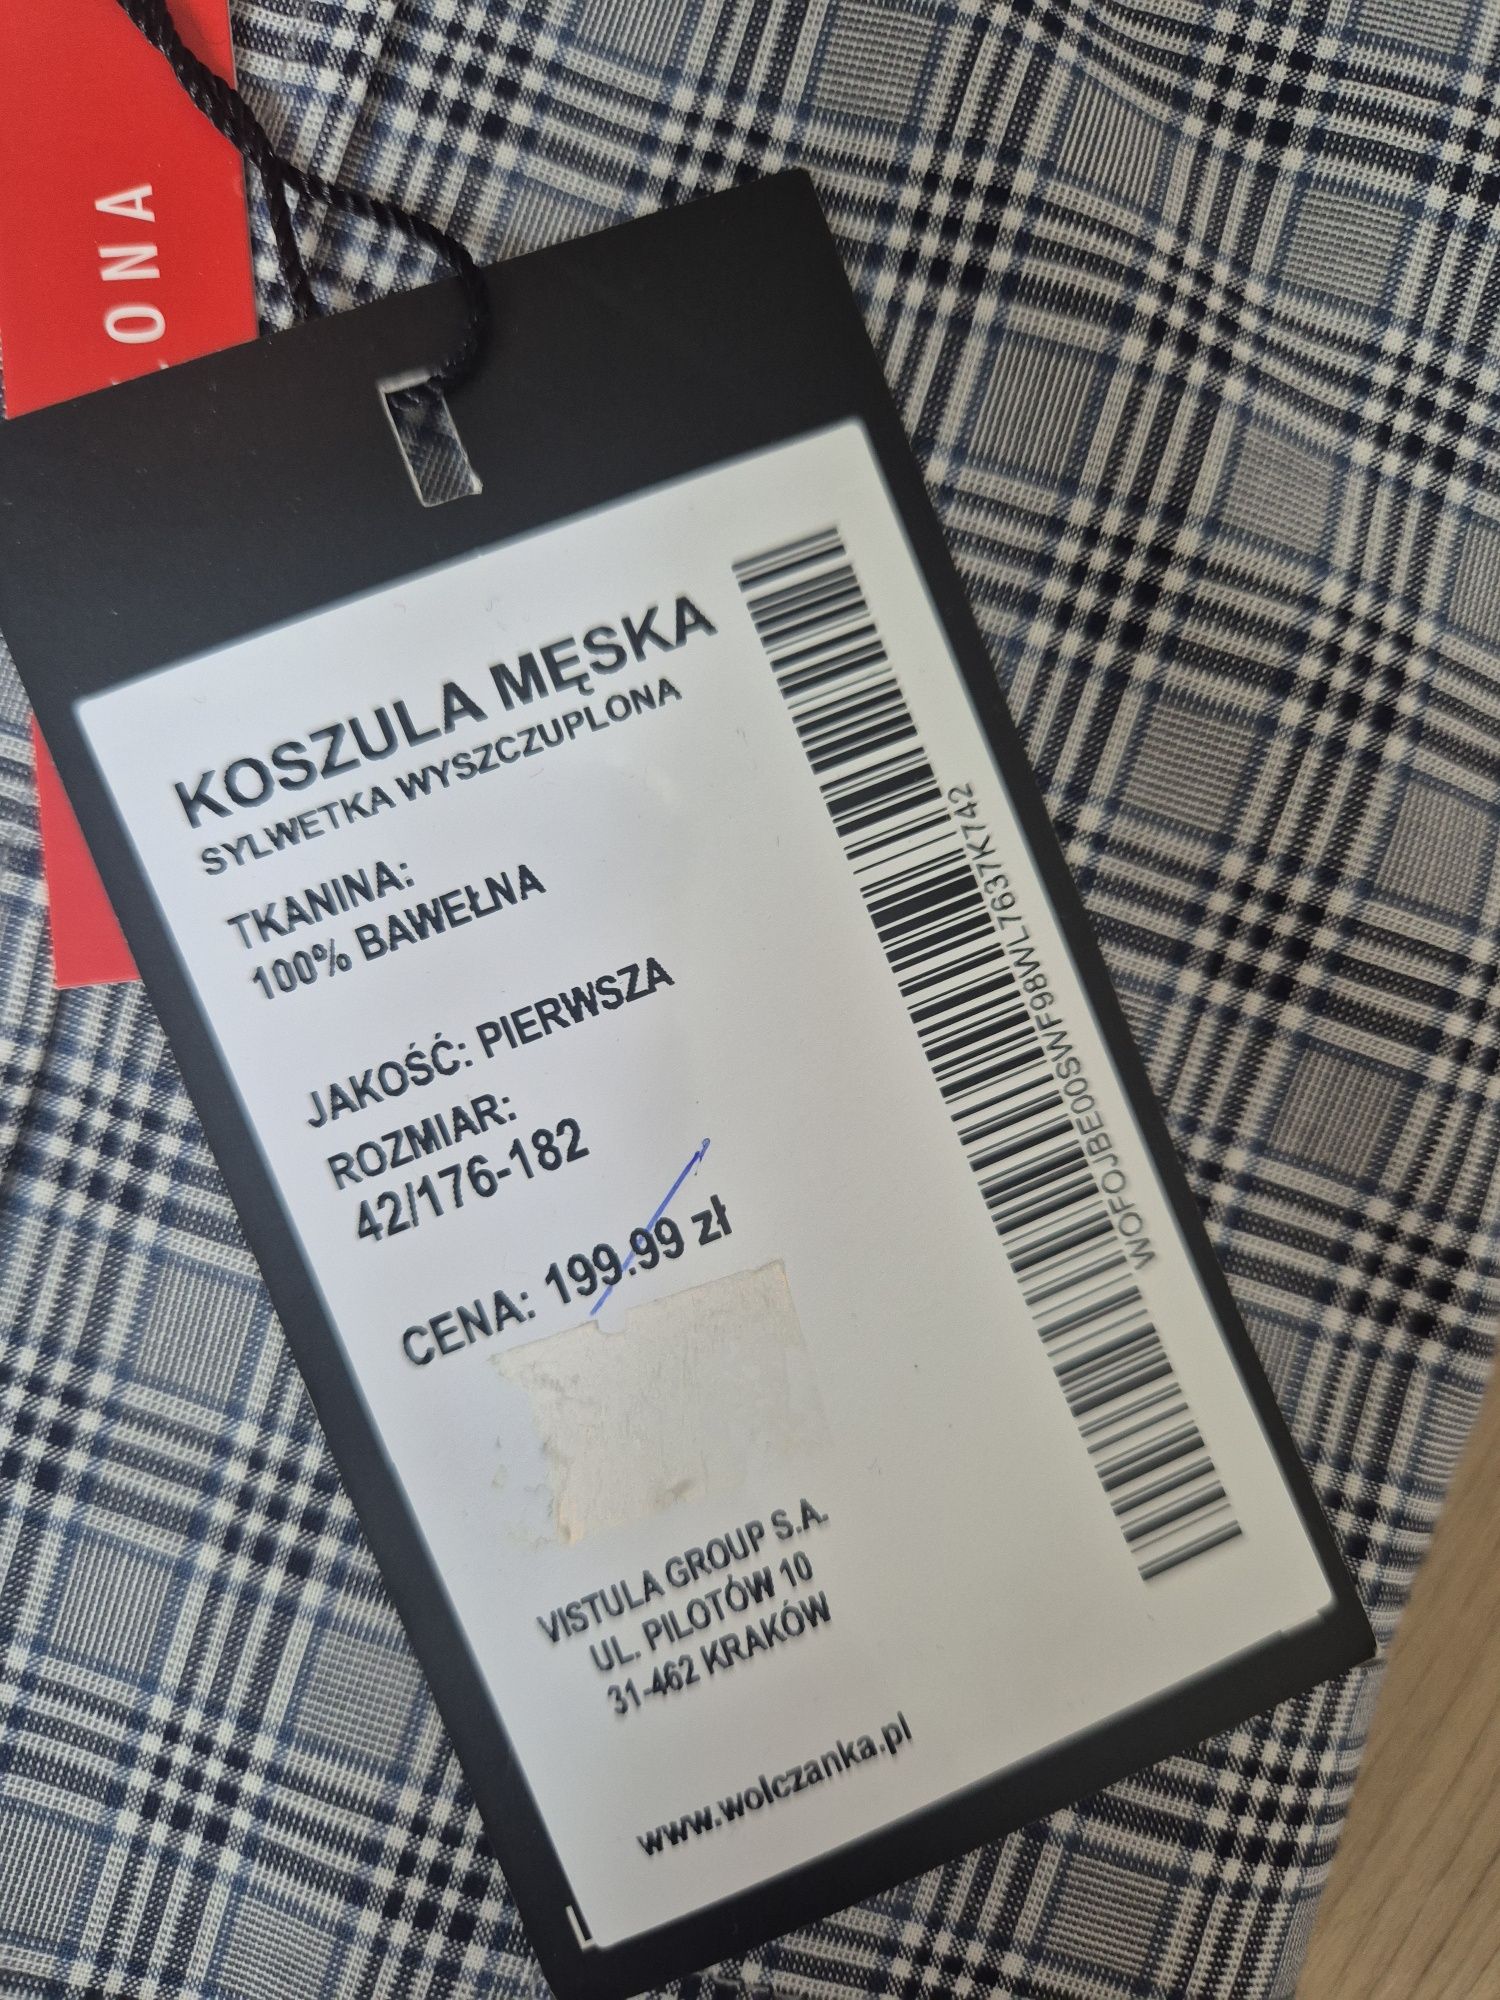 ONA
KOSZULA MĘSKA
SYLWETKA WYSZCZUPLONA
TKANINA:
100% BAWEŁNA
JAKOŚĆ: PIERWSZA
ROZMIAR:
42/176-182
CENA: 199.99 zł
VISTULA GROUP S.A.
UL. PILOTÓW 10
31-462 KRAKÓW
www.wolczanka.pl
WOFOJBE00SWF98WL7637K742